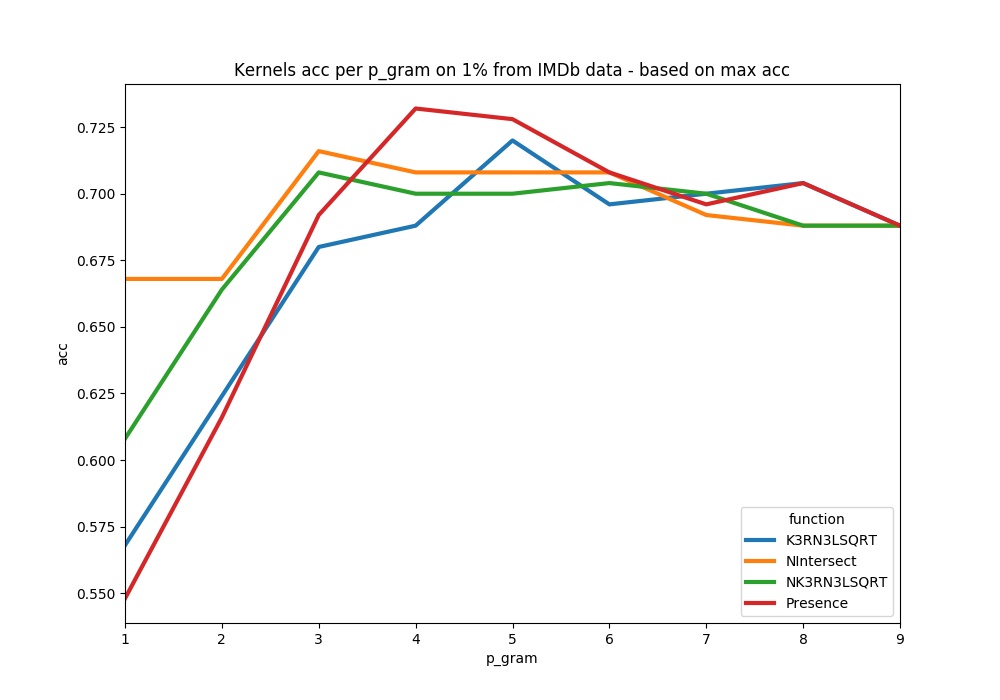 Kernels acc per p_gram on 1% from IMDb data - based on max acc
0.725
0.700
0.675
0.650
0.625
0.600
0.575
0.550
acc
1 2 3 4 5 6 7 8 9
p_gram
function
K3RN3LSQRT
NIntersect
NK3RN3LSQRT
Presence